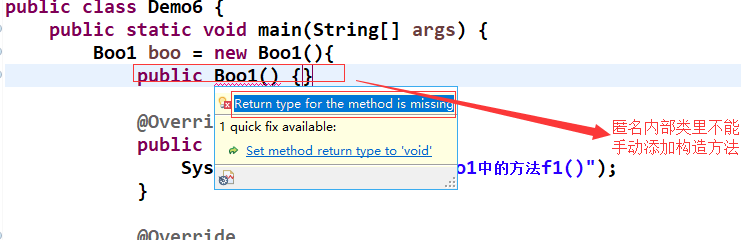 public class Demo6 {
public static void main(String[] args) {
Boo1 boo = new Boo1(){
public Boo1() {}
Return type for the method is missing
1 quick fix available:
Set method return type to 'void'
@Overri
public
Sys
o1中的方法f1()");
}
@Override
匿名内部类里不能
手动添加构造方法